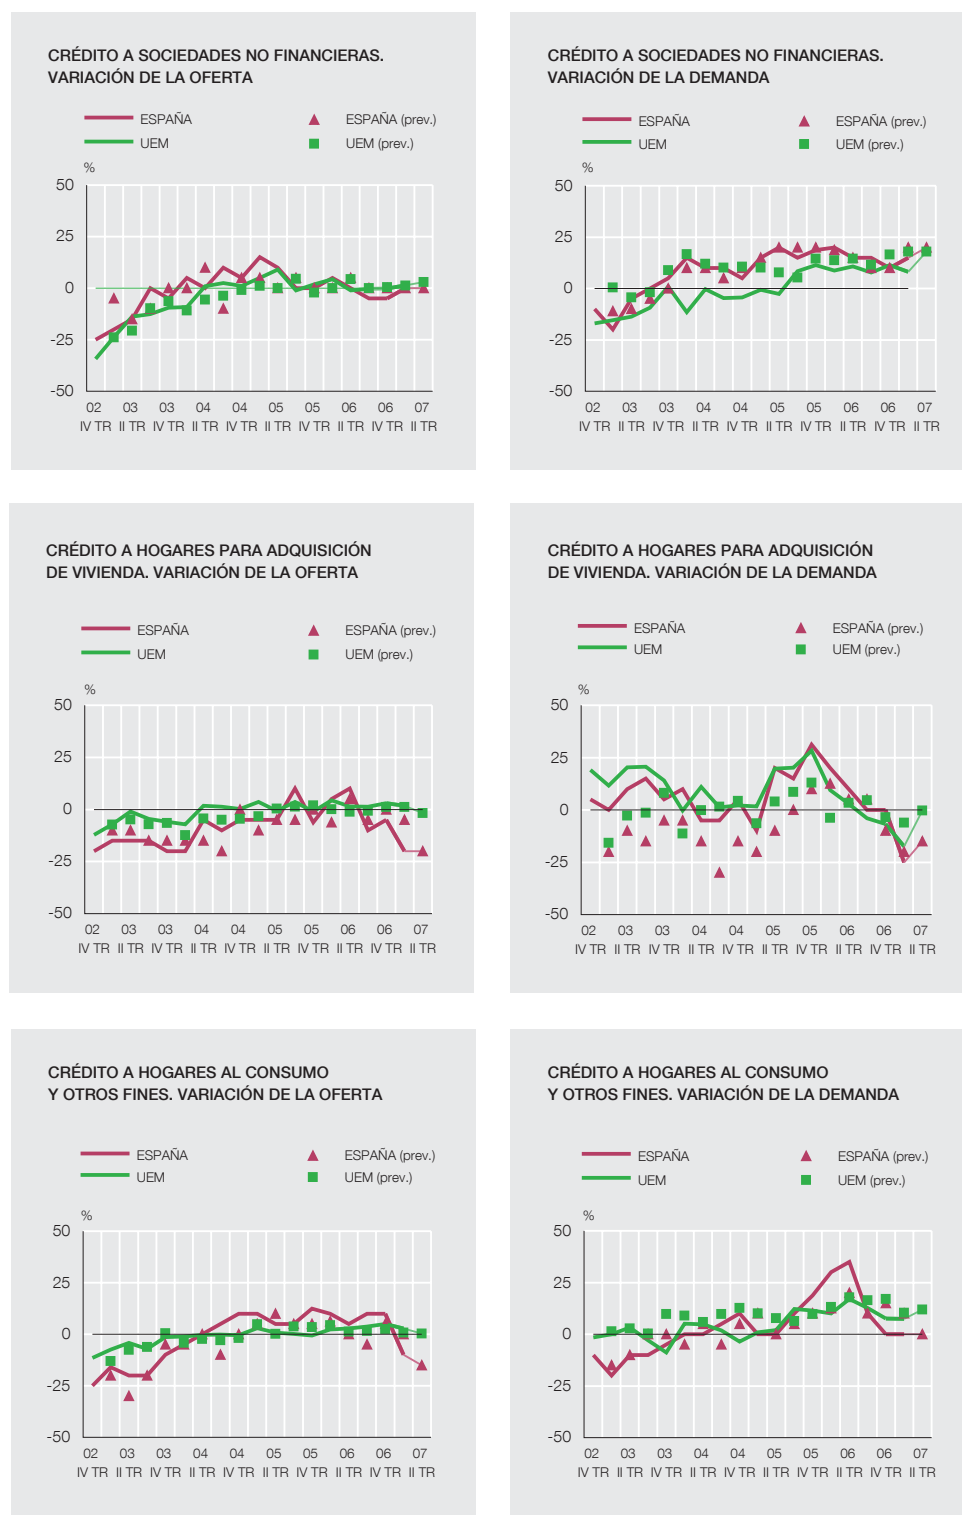 CRÉDITO A SOCIEDADES NO FINANCIERAS.
VARIACIÓN DE LA OFERTA
ESPAÑA
ESPAÑA (prev.)
UEM
UEM (prev.)
%
50
25
0
-25
-50
02 03 03 04 04 05 05 06 06 07
IV TR II TR IV TR II TR IV TR II TR IV TR II TR IV TR II TR
CRÉDITO A SOCIEDADES NO FINANCIERAS.
VARIACIÓN DE LA DEMANDA
ESPAÑA
ESPAÑA (prev.)
UEM
UEM (prev.)
%
50
25
0
-25
-50
02 03 03 04 04 05 05 06 06 07
IV TR II TR IV TR II TR IV TR II TR IV TR II TR IV TR II TR
CRÉDITO A HOGARES PARA ADQUISICIÓN
DE VIVIENDA. VARIACIÓN DE LA OFERTA
ESPAÑA
ESPAÑA (prev.)
UEM
UEM (prev.)
%
50
25
0
-25
-50
02 03 03 04 04 05 05 06 06 07
IV TR II TR IV TR II TR IV TR II TR IV TR II TR IV TR II TR
CRÉDITO A HOGARES PARA ADQUISICIÓN
DE VIVIENDA. VARIACIÓN DE LA DEMANDA
ESPAÑA
ESPAÑA (prev.)
UEM
UEM (prev.)
%
50
25
0
-25
-50
02 03 03 04 04 05 05 06 06 07
IV TR II TR IV TR II TR IV TR II TR IV TR II TR IV TR II TR
CRÉDITO A HOGARES AL CONSUMO
Y OTROS FINES. VARIACIÓN DE LA OFERTA
ESPAÑA
ESPAÑA (prev.)
UEM
UEM (prev.)
%
50
25
0
-25
-50
02 03 03 04 04 05 05 06 06 07
IV TR II TR IV TR II TR IV TR II TR IV TR II TR IV TR II TR
CRÉDITO A HOGARES AL CONSUMO
Y OTROS FINES. VARIACIÓN DE LA DEMANDA
ESPAÑA
ESPAÑA (prev.)
UEM
UEM (prev.)
%
50
25
0
-25
-50
02 03 03 04 04 05 05 06 06 07
IV TR II TR IV TR II TR IV TR II TR IV TR II TR IV TR II TR